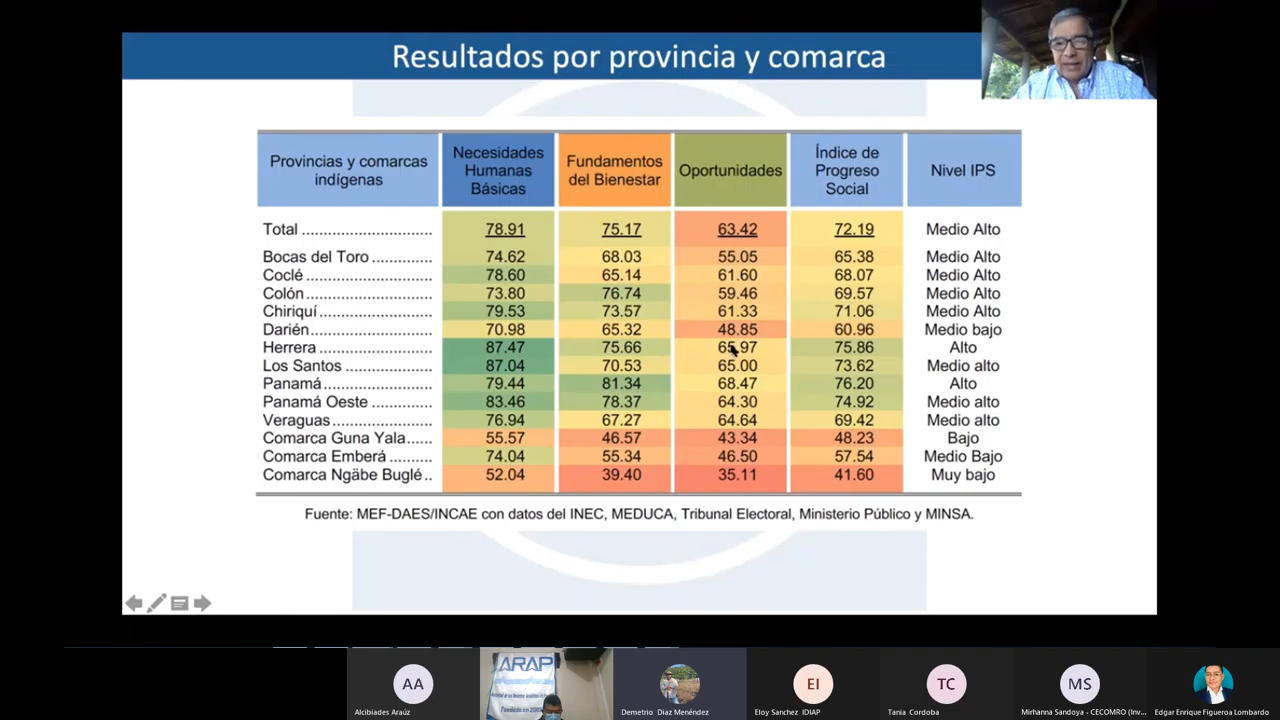 Resultados por provincia y comarca
Provincias y comarcas indígenas | Necesidades Humanas Básicas | Fundamentos del Bienestar | Oportunidades | Índice de Progreso Social | Nivel IPS
Total ............................. 78.91 75.17 63.42 72.19 Medio Alto
Bocas del Toro ............. 74.62 68.03 55.05 65.38 Medio Alto
Coclé ............................ 78.60 65.14 61.60 68.07 Medio Alto
Colón ............................ 73.80 76.74 59.46 69.57 Medio Alto
Chiriquí .......................... 79.53 73.57 61.33 71.06 Medio Alto
Darién ........................... 70.98 65.32 48.85 60.96 Medio bajo
Herrera ......................... 87.47 75.66 65.97 75.86 Alto
Los Santos .................... 87.04 70.53 65.00 73.62 Medio alto
Panamá ........................ 79.44 81.34 68.47 76.20 Alto
Panamá Oeste .............. 83.46 78.37 64.30 74.92 Medio alto
Veraguas ...................... 76.94 67.27 64.64 69.42 Medio alto
Comarca Guna Yala...... 55.57 46.57 43.34 48.23 Bajo
Comarca Emberá .......... 74.04 55.34 46.50 57.54 Medio Bajo
Comarca Ngäbe Buglé .. 52.04 39.40 35.11 41.60 Muy bajo
Fuente: MEF-DAES/INCAE con datos del INEC, MEDUCA, Tribunal Electoral, Ministerio Público y MINSA.
AA
ARAP
EI
TC
MS
Alcibiades Araúz
Demetrio Diaz Menéndez
Eloy Sanchez IDIAP
Tania Cordoba
Mirhanna Sandoya - CECOMRO (Inv...
Edgar Enrique Figueroa Lombardo